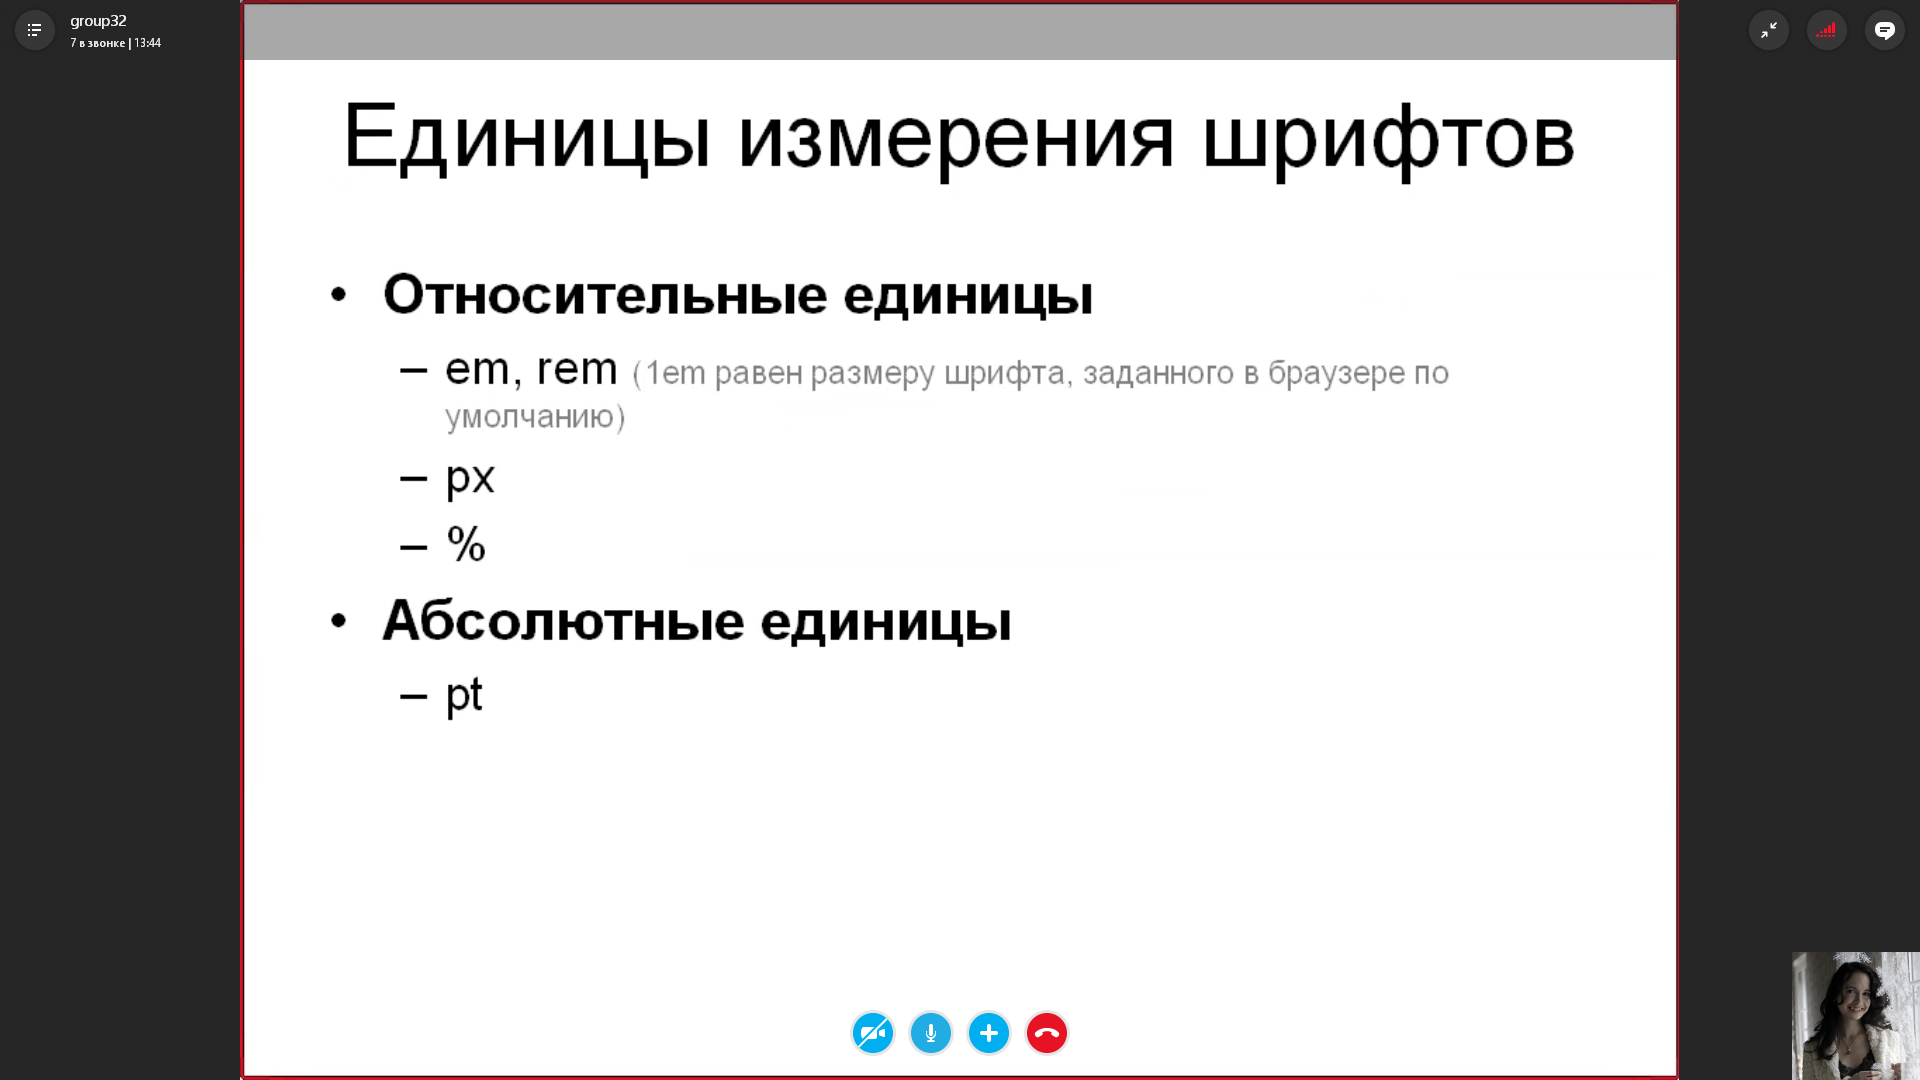 group32
7 в звонке | 13:44
Единицы измерения шрифтов
• Относительные единицы
– em, rem (1em равен размеру шрифта, заданного в браузере по
умолчанию)
– px
– %
• Абсолютные единицы
– pt